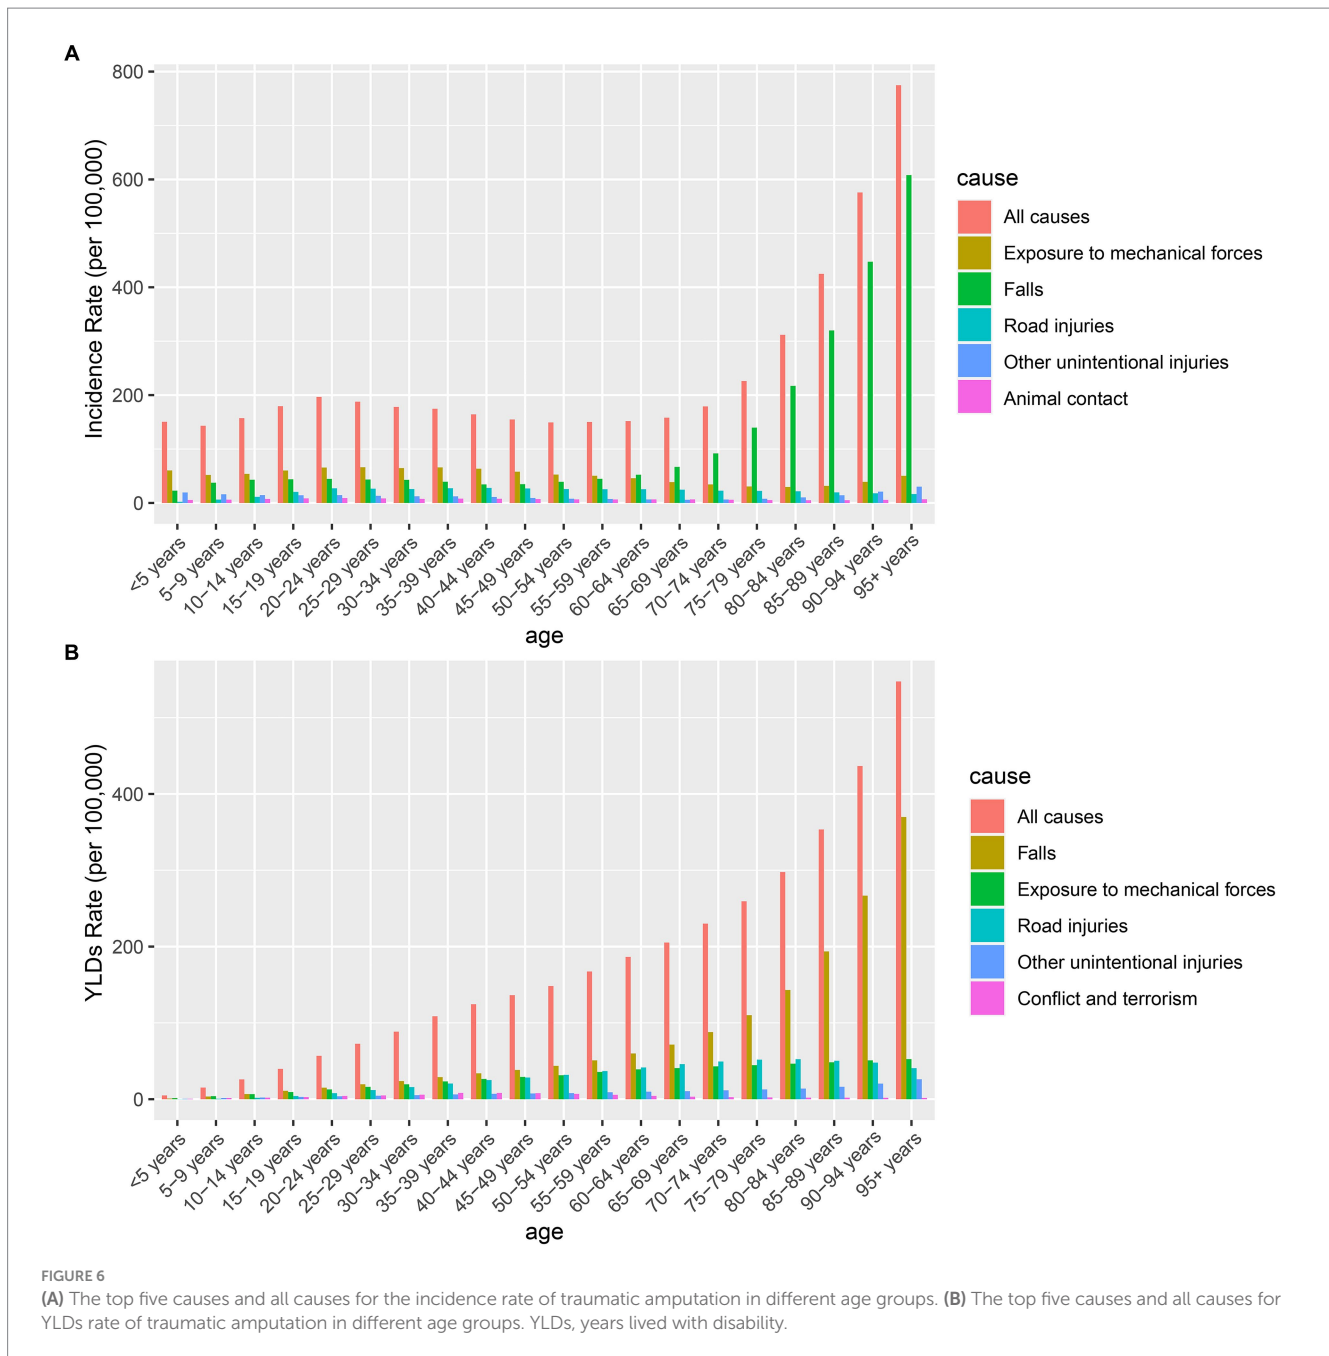 A
800
600
400
200
0
Incidence Rate (per 100,000)
<5 years
5–9 years
10–14 years
15–19 years
20–24 years
25–29 years
30–34 years
35–39 years
40–44 years
45–49 years
50–54 years
55–59 years
60–64 years
65–69 years
70–74 years
75–79 years
80–84 years
85–89 years
90–94 years
95+ years
age
cause
All causes
Exposure to mechanical forces
Falls
Road injuries
Other unintentional injuries
Animal contact
B
400
200
0
YLDs Rate (per 100,000)
<5 years
5–9 years
10–14 years
15–19 years
20–24 years
25–29 years
30–34 years
35–39 years
40–44 years
45–49 years
50–54 years
55–59 years
60–64 years
65–69 years
70–74 years
75–79 years
80–84 years
85–89 years
90–94 years
95+ years
age
cause
All causes
Falls
Exposure to mechanical forces
Road injuries
Other unintentional injuries
Conflict and terrorism
FIGURE 6
(A) The top five causes and all causes for the incidence rate of traumatic amputation in different age groups. (B) The top five causes and all causes for
YLDs rate of traumatic amputation in different age groups. YLDs, years lived with disability.